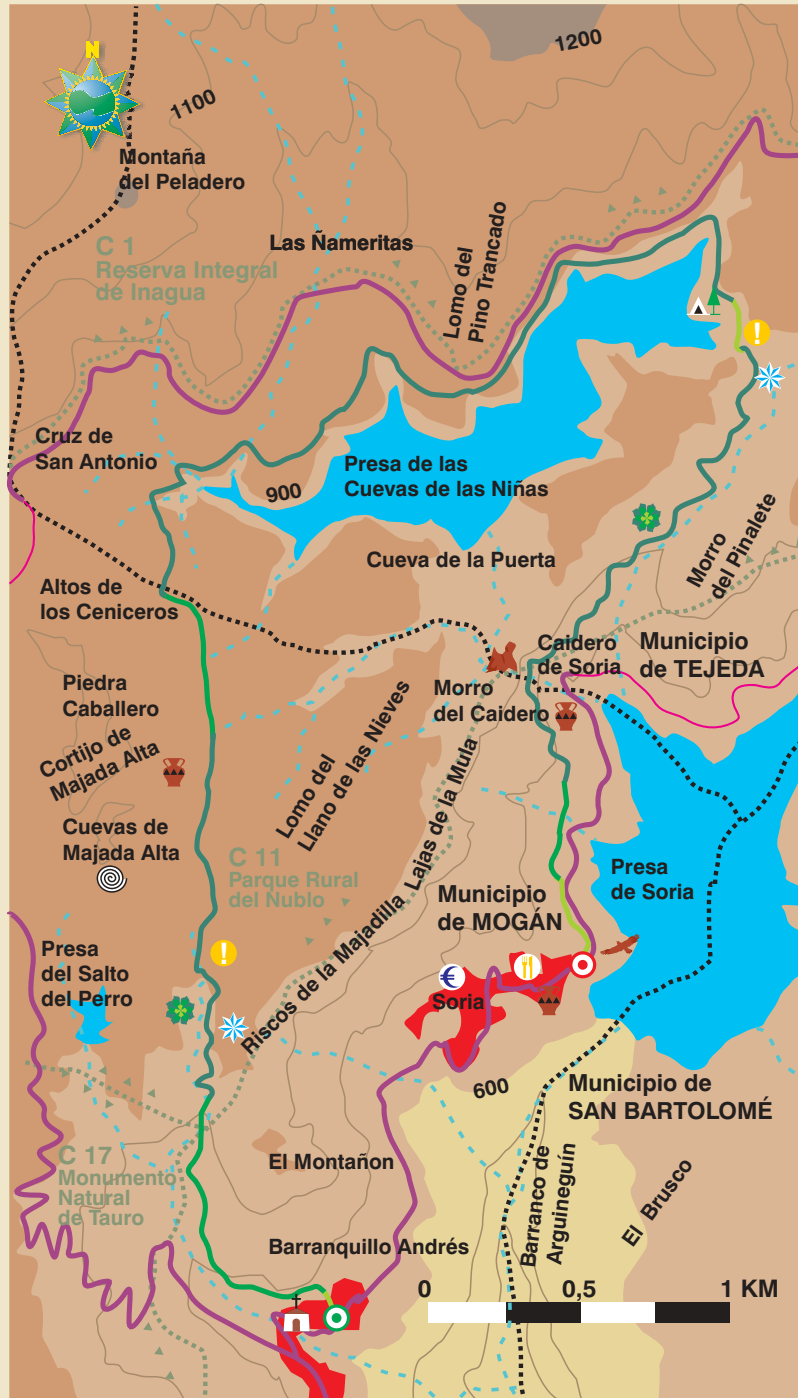 N
1200
1100
Montaña
del Peladero
C 1
Reserva Integral
de Inagua
Las Ñameritas
Lomo del
Pino Trancado
!
Cruz de
San Antonio
900
Presa de las
Cuevas de las Niñas
Morro
del Pinalete
Cueva de la Puerta
Altos de
los Ceniceros
Caidero
de Soria
Municipio
de TEJEDA
Piedra
Caballero
Morro
del Caidero
Cortijo de
Majada Alta
Lomo del
Llano de las Nieves
Cuevas de
Majada Alta
C 11
Parque Rural
del Nublo
Riscos de la Majadilla Lajas de la Mula
Presa
de Soria
Municipio
de MOGÁN
!
Presa
del Salto
del Perro
€
Soria
600
Municipio de
SAN BARTOLOMÉ
C 17
Monumento
Natural
de Tauro
El Montañon
Barranco de
Arguineguín
El Brusco
Barranquillo Andrés
0 0,5 1 KM